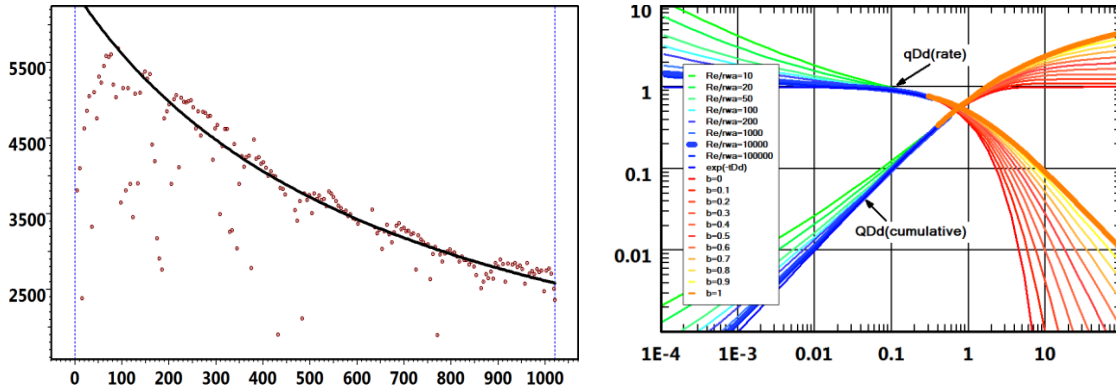 5500
4500
3500
2500
0 100 200 300 400 500 600 700 800 900 1000
10
1
0.1
0.01
qDd(rate)
Re/rwa=10
Re/rwa=20
Re/rwa=50
Re/rwa=100
Re/rwa=200
Re/rwa=1000
Re/rwa=10000
Re/rwa=100000
exp(-tDd)
b=0
b=0.1
b=0.2
b=0.3
b=0.4
b=0.5
b=0.6
b=0.7
b=0.8
b=0.9
b=1
QDd(cumulative)
1E-4 1E-3 0.01 0.1 1 10